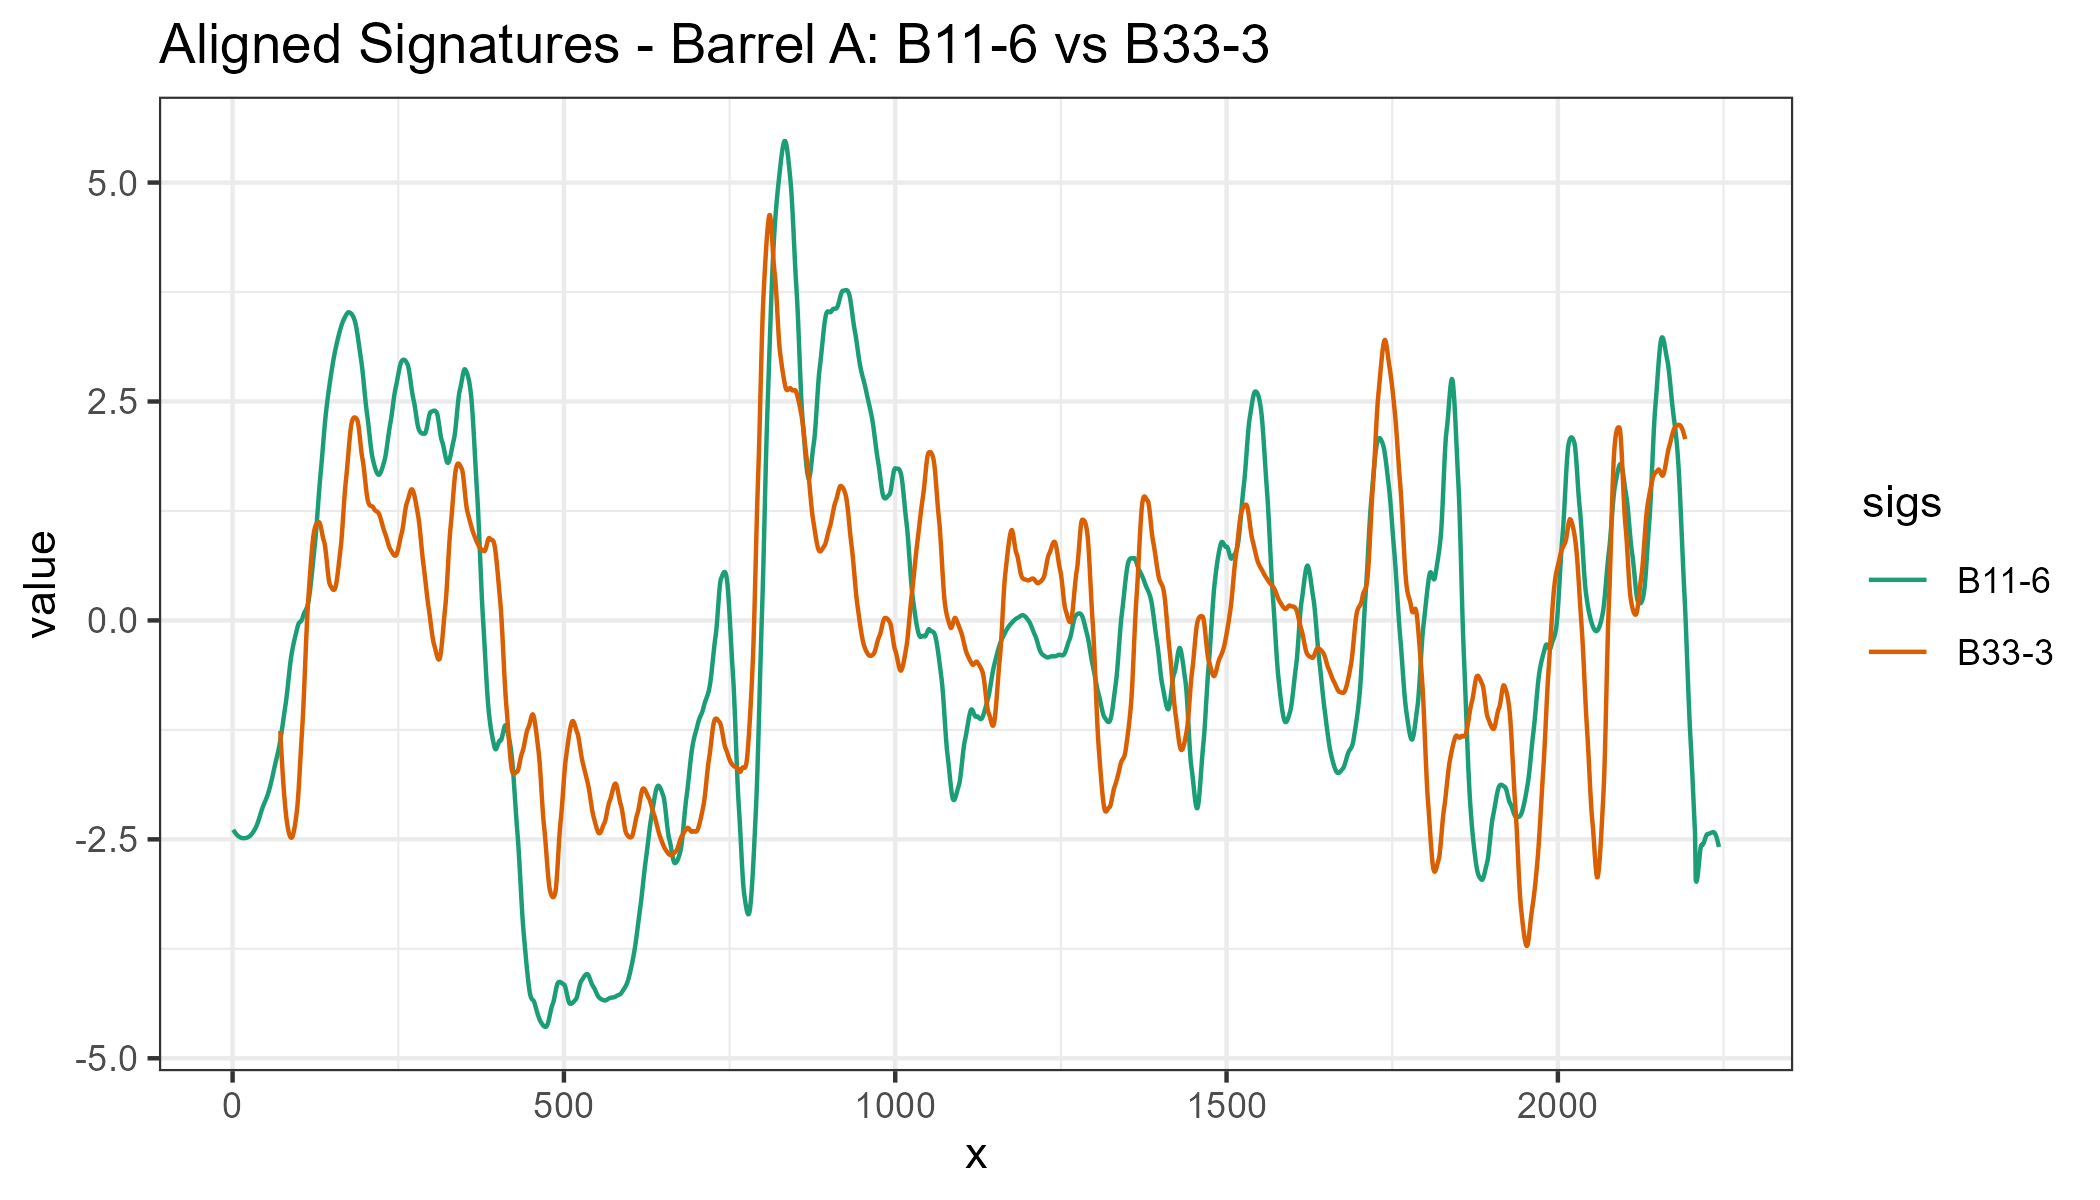 Aligned Signatures - Barrel A: B11-6 vs B33-3
value
5.0
2.5
0.0
-2.5
-5.0
0 500 1000 1500 2000
x
sigs
B11-6
B33-3